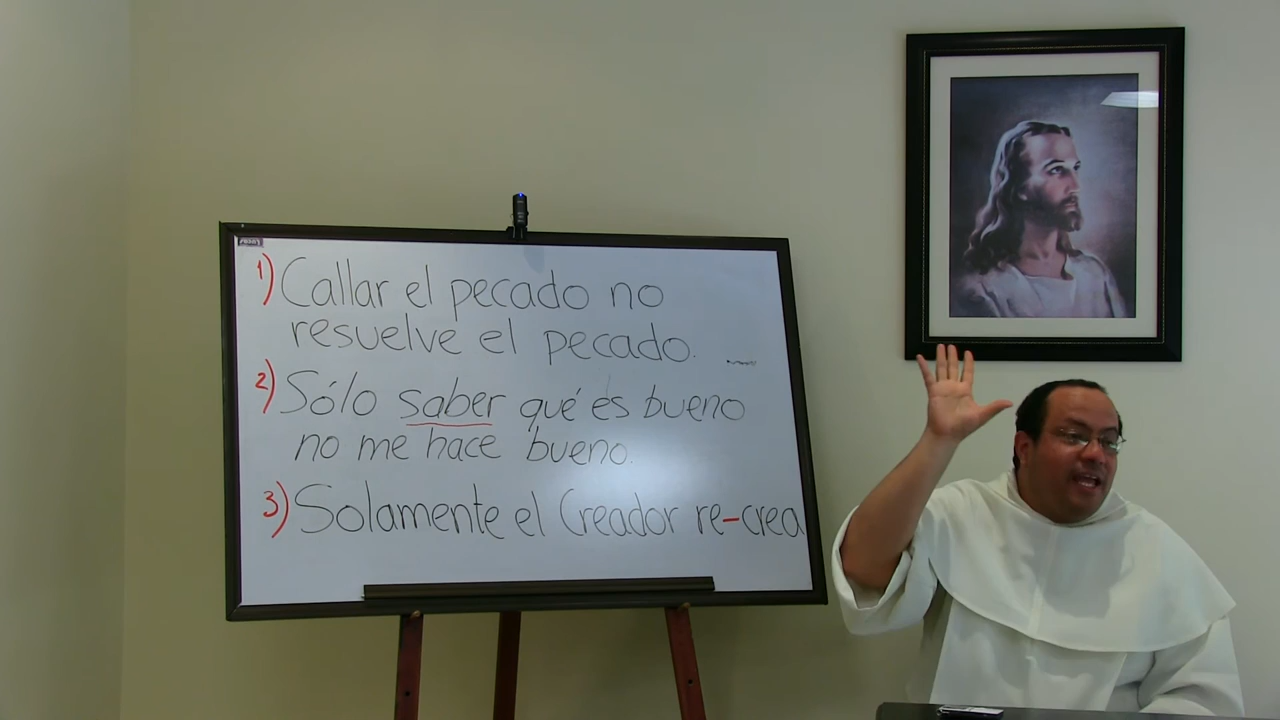 1) Callar el pecado no
resuelve el pecado.
2) Sólo saber qué es bueno
no me hace bueno.
3) Solamente el Creador re-crea